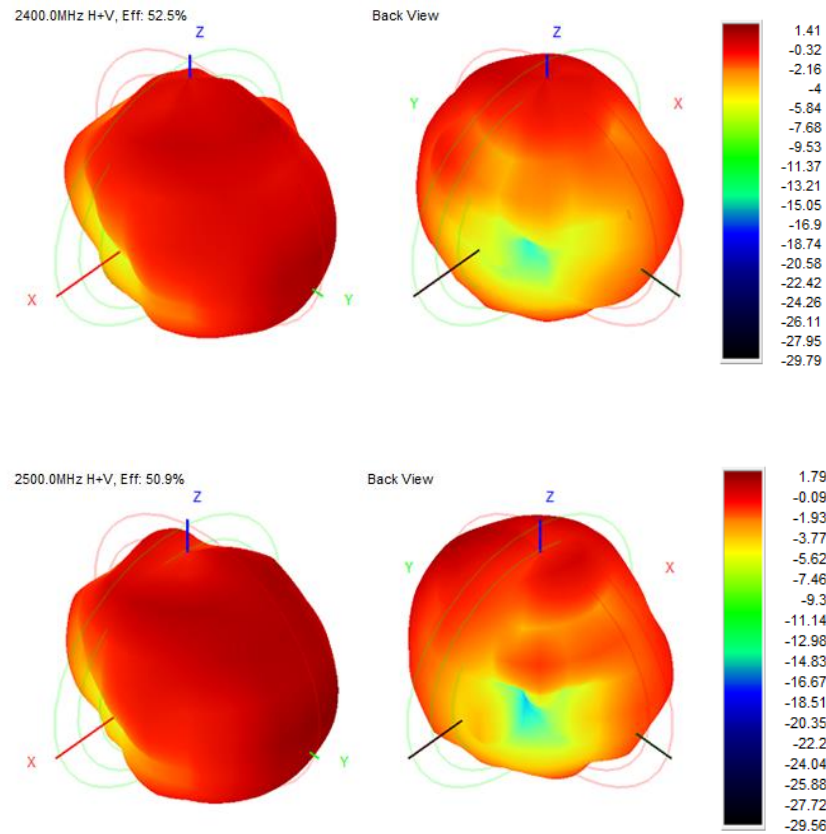 2400.0MHz H+V, Eff: 52.5%
Back View
Z
X
Y
Z
Y
X
1.41
-0.32
-2.16
-4
-5.84
-7.68
-9.53
-11.37
-13.21
-15.05
-16.9
-18.74
-20.58
-22.42
-24.26
-26.11
-27.95
-29.79
2500.0MHz H+V, Eff: 50.9%
Back View
Z
X
Y
Z
Y
X
1.79
-0.09
-1.93
-3.77
-5.62
-7.46
-9.3
-11.14
-12.98
-14.83
-16.67
-18.51
-20.35
-22.2
-24.04
-25.88
-27.72
-29.56